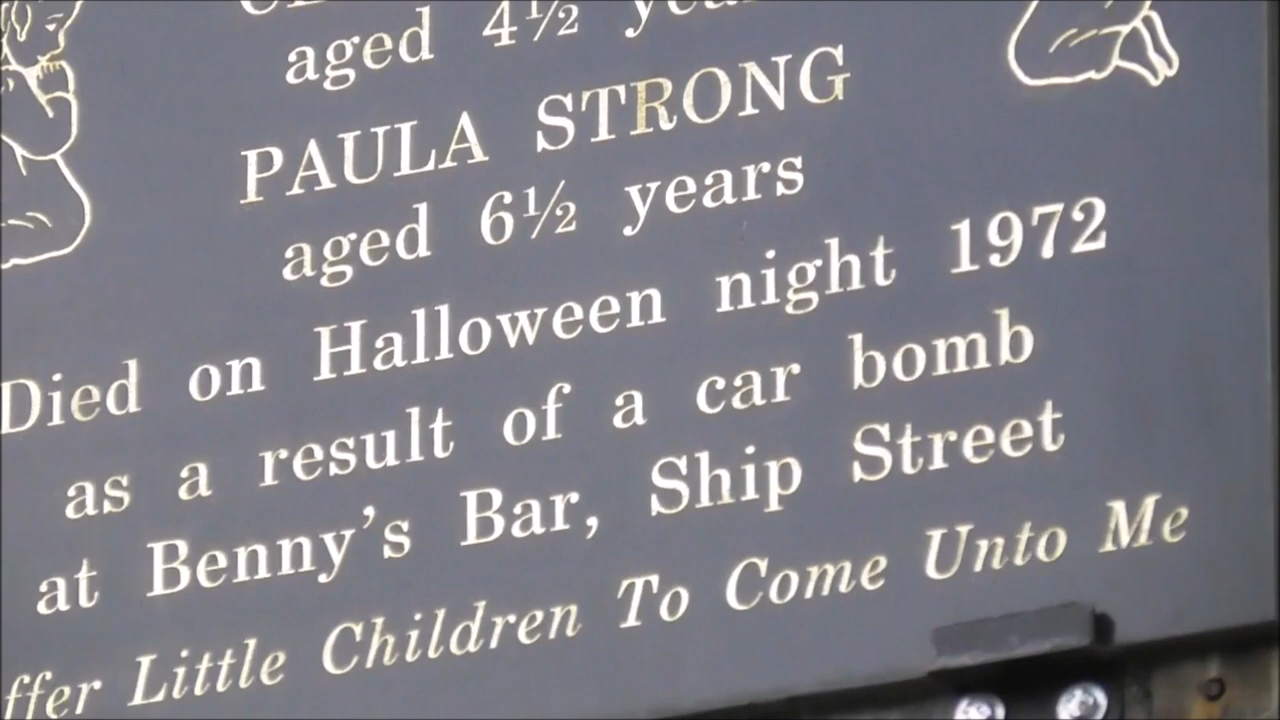 aged 4½
PAULA STRONG
aged 6½ years
Died on Halloween night 1972
as a result of a car bomb
at Benny's Bar, Ship Street
ffer Little Children To Come Unto Me